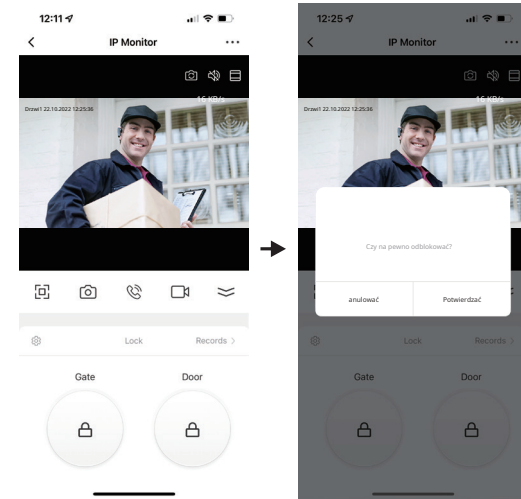 12:11
IP Monitor
16 KB/s
Drzwi1 22.10.2022 12:25:36
Lock
Records >
Gate
Door
12:25
IP Monitor
16 KB/s
Drzwi1 22.10.2022 12:25:36
Czy na pewno odblokować?
anulować
Potwierdzać
Lock
Records >
Gate
Door